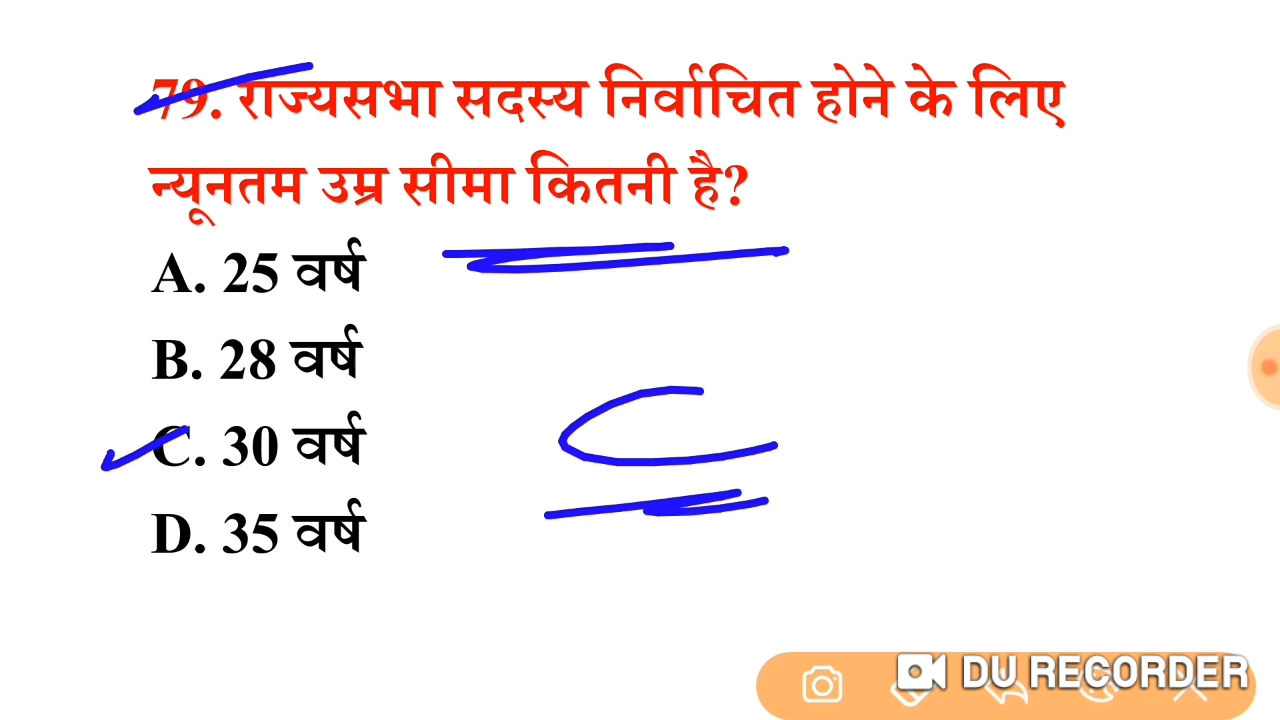 79. राज्यसभा सदस्य निर्वाचित होने के लिए
न्यूनतम उम्र सीमा कितनी है?
A. 25 वर्ष
B. 28 वर्ष
C. 30 वर्ष
C
D. 35 वर्ष
DU RECORDER